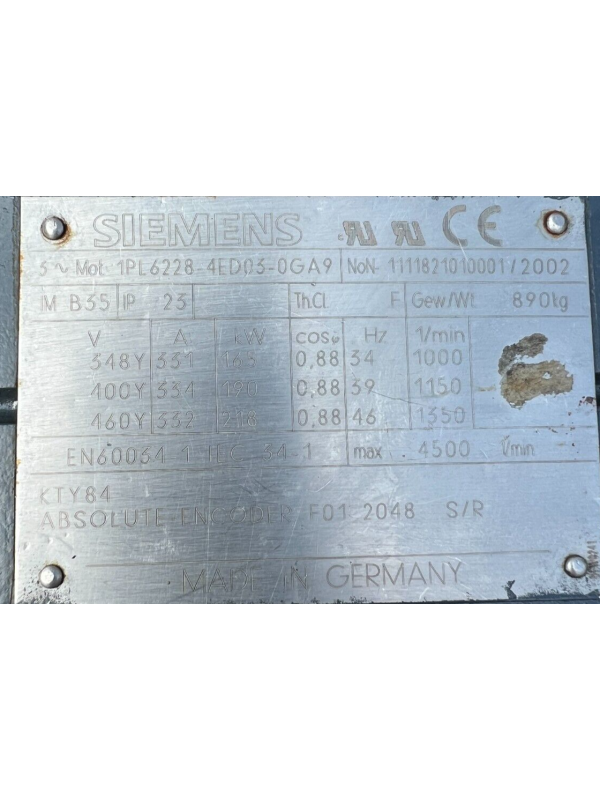 SIEMENS
3~ Mot. 1PL6228-4ED03-0GA9 NoN- 1111821010001/2002
IM B35 IP 23 Th.Cl. F Gew/Wt. 890kg
V A kW cosφ Hz 1/min
348Y 331 165 0,88 34 1000
400Y 334 190 0,88 39 1150
460Y 332 218 0,88 46 1350
EN60034-1 IEC 34-1 max. 4500 1/min
KTY84
ABSOLUTE-ENCODER F01 2048 S/R
MADE IN GERMANY